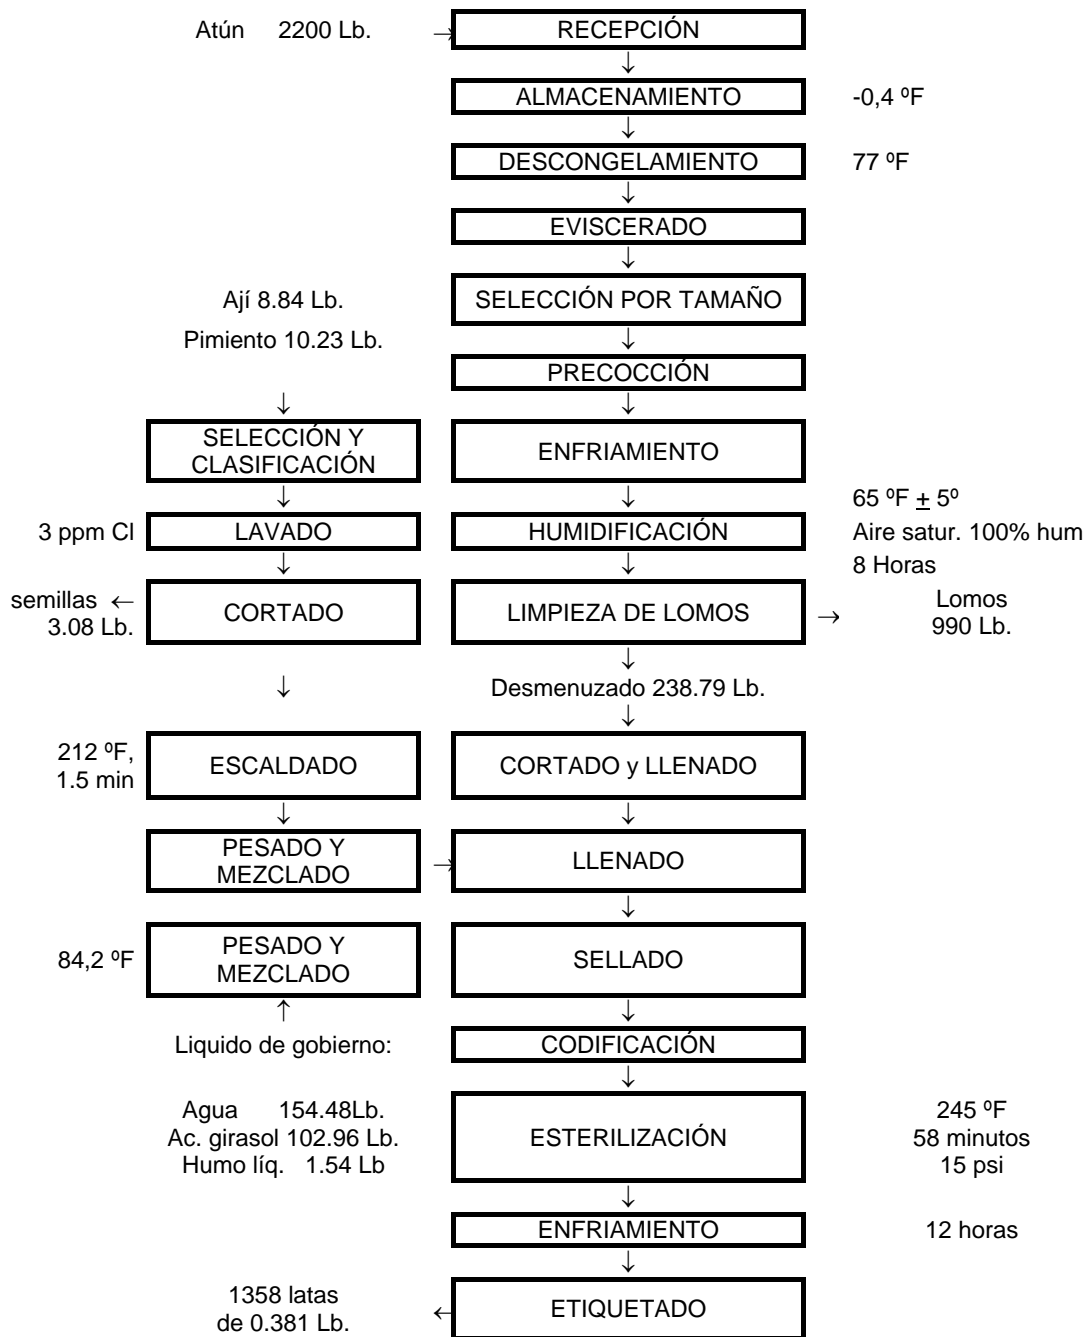 Atún 2200 Lb. → RECEPCIÓN
↓
ALMACENAMIENTO -0,4 ºF
↓
DESCONGELAMIENTO 77 ºF
↓
EVISCERADO
↓
Ají 8.84 Lb. SELECCIÓN POR TAMAÑO
Pimiento 10.23 Lb. ↓
PRECOCCIÓN
↓ ↓
SELECCIÓN Y
CLASIFICACIÓN
ENFRIAMIENTO
↓ ↓
65 ºF ± 5º
3 ppm Cl LAVADO HUMIDIFICACIÓN Aire satur. 100% hum
↓ ↓
8 Horas
semillas ←
3.08 Lb.
CORTADO LIMPIEZA DE LOMOS →
Lomos
990 Lb.
↓
↓ Desmenuzado 238.79 Lb.
↓
212 ºF,
1.5 min
ESCALDADO CORTADO y LLENADO
↓ ↓
PESADO Y
MEZCLADO
→ LLENADO
↓
84,2 ºF
PESADO Y
MEZCLADO
SELLADO
↑ ↓
Liquido de gobierno: CODIFICACIÓN
↓
Agua 154.48Lb.
Ac. girasol 102.96 Lb.
Humo líq. 1.54 Lb
ESTERILIZACIÓN
245 ºF
58 minutos
15 psi
↓
ENFRIAMIENTO 12 horas
↓
1358 latas
de 0.381 Lb.
← ETIQUETADO